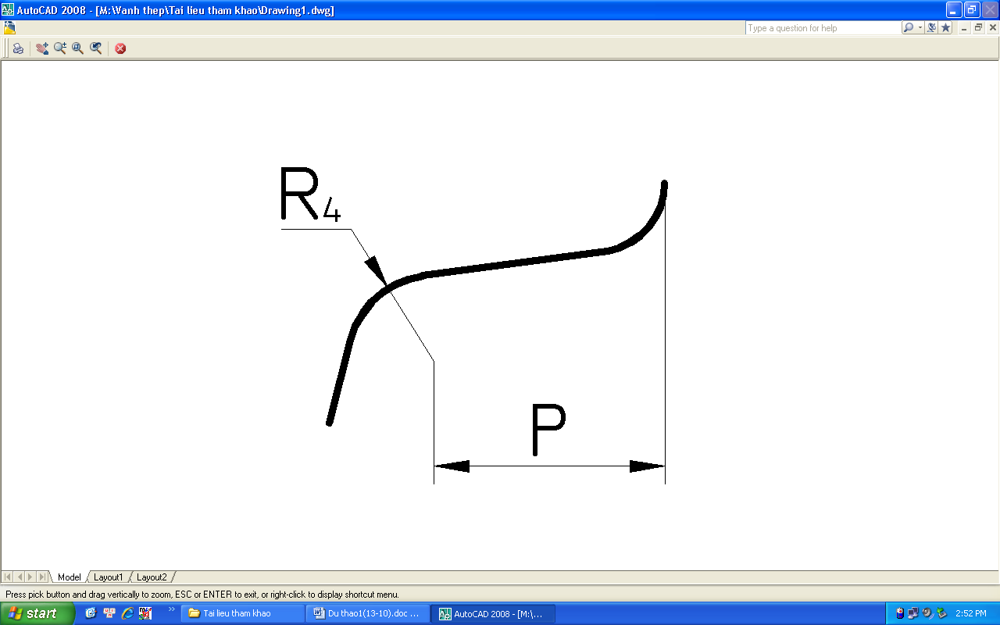 AutoCAD 2008 - [M:\Vanh thep\Tai lieu tham khao\Drawing1.dwg]
Type a question for help
R4
P
Model Layout1 Layout2
Press pick button and drag vertically to zoom, ESC or ENTER to exit, or right-click to display shortcut menu.
start Tai lieu tham khao Du thao1(13-10).doc ... AutoCAD 2008 - [M:\... 2:52 PM